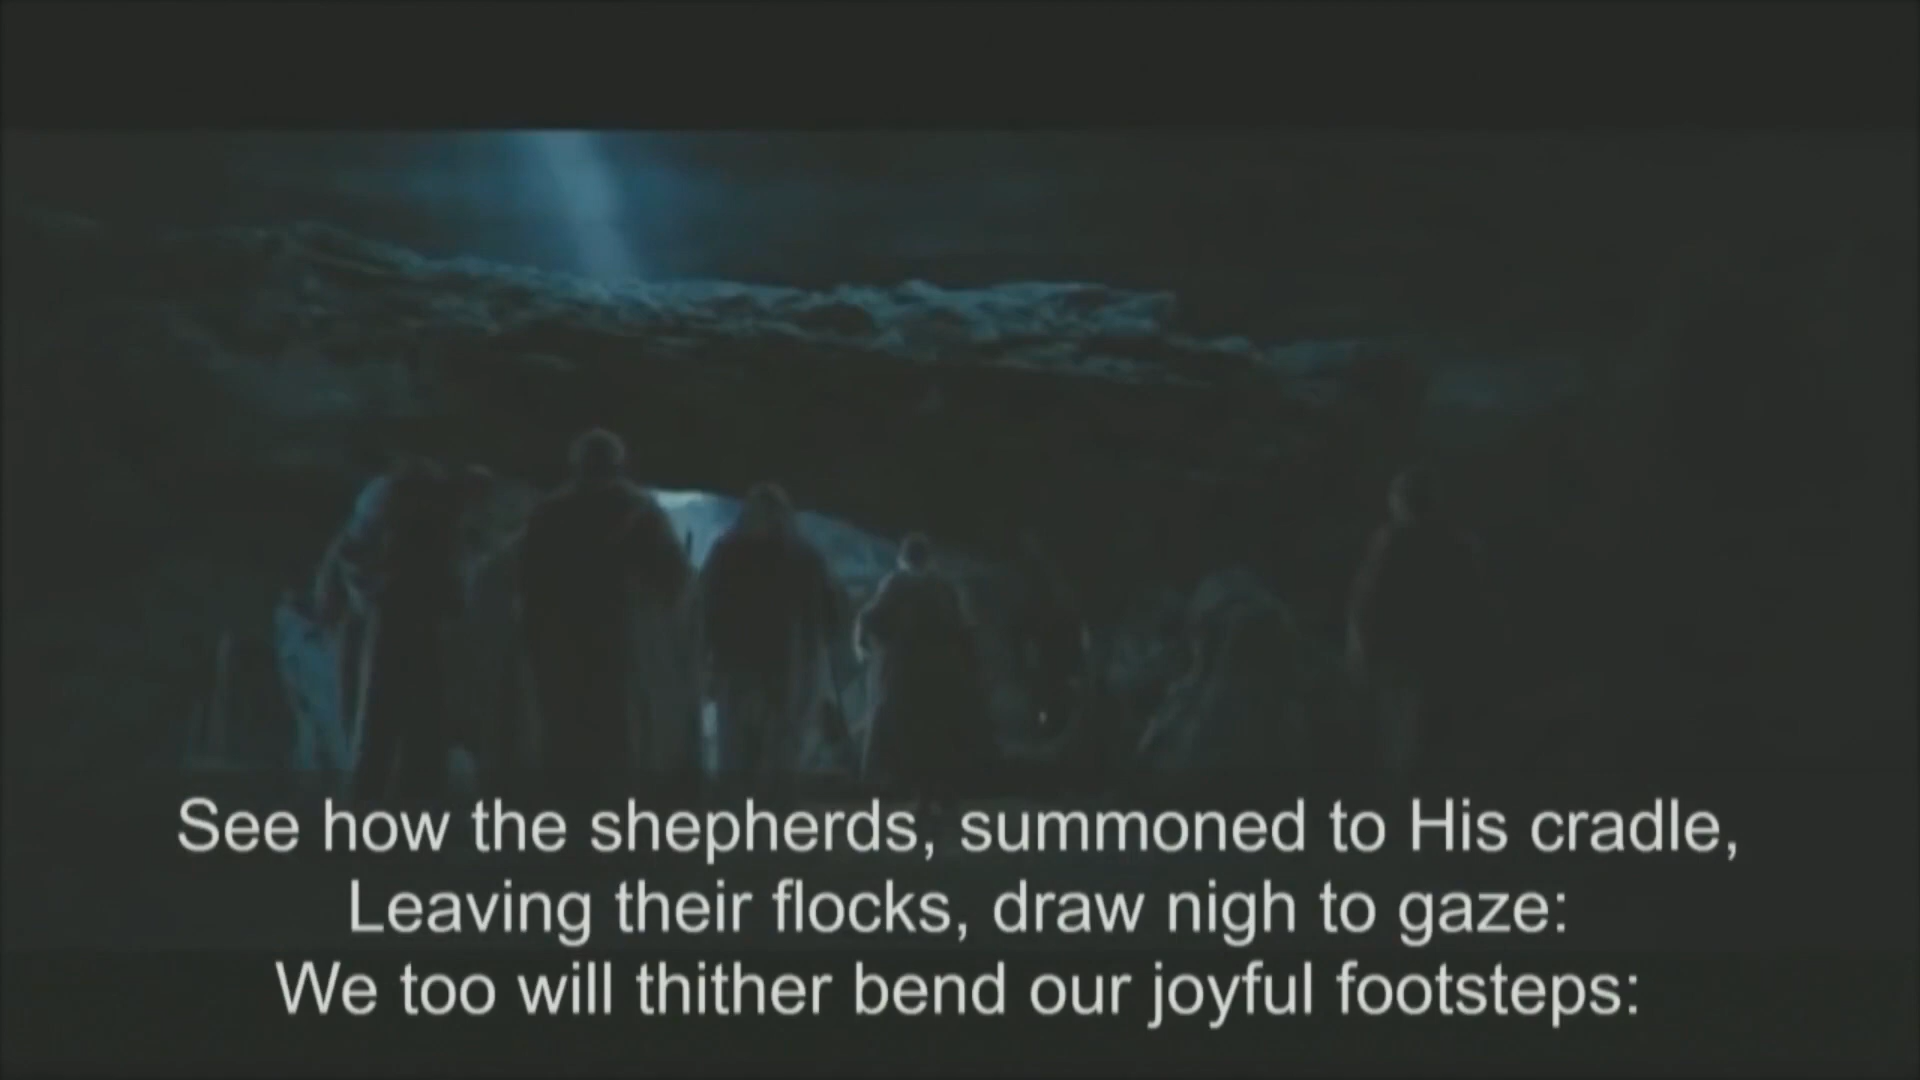 See how the shepherds, summoned to His cradle,
Leaving their flocks, draw nigh to gaze:
We too will thither bend our joyful footsteps: